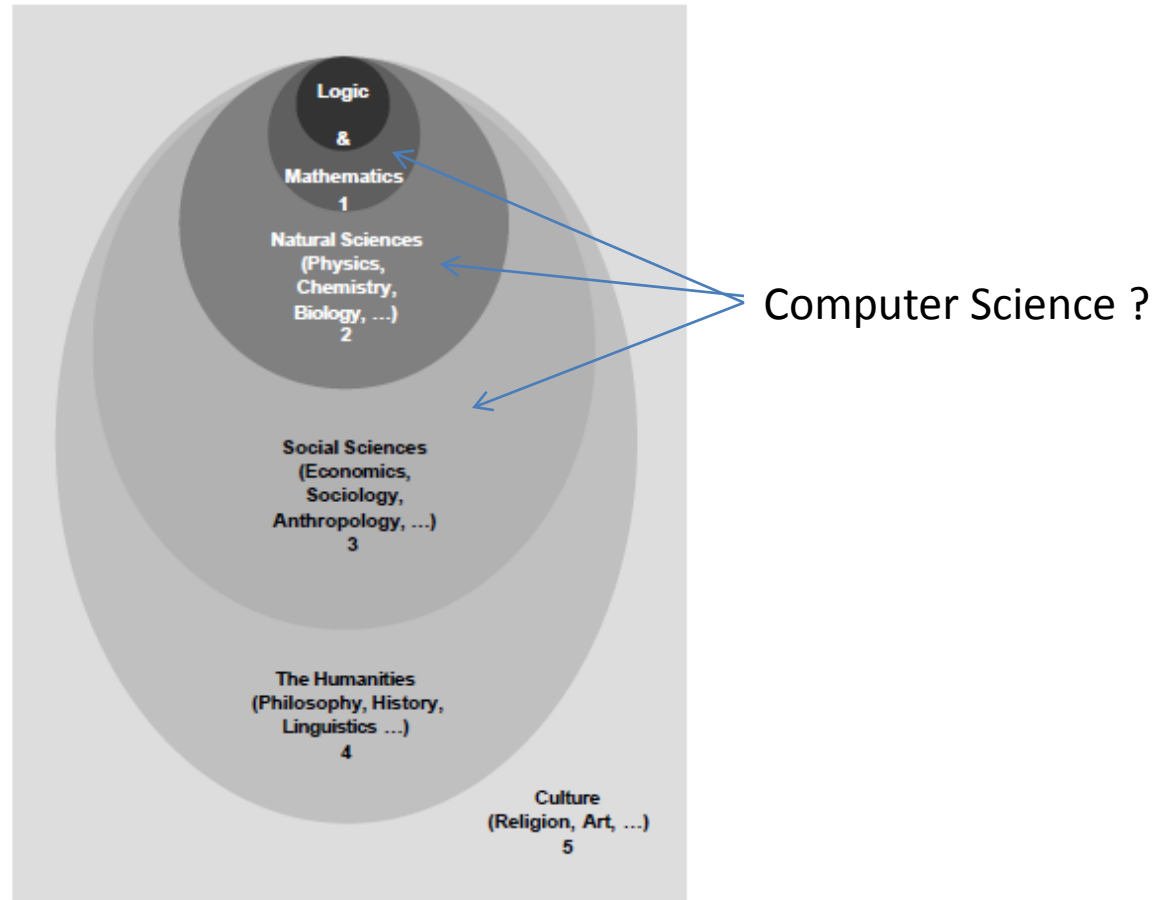 Logic
&
Mathematics
1
Natural Sciences
(Physics,
Chemistry,
Biology, …)
2
Computer Science ?
Social Sciences
(Economics,
Sociology,
Anthropology, …)
3
The Humanities
(Philosophy, History,
Linguistics …)
4
Culture
(Religion, Art, …)
5